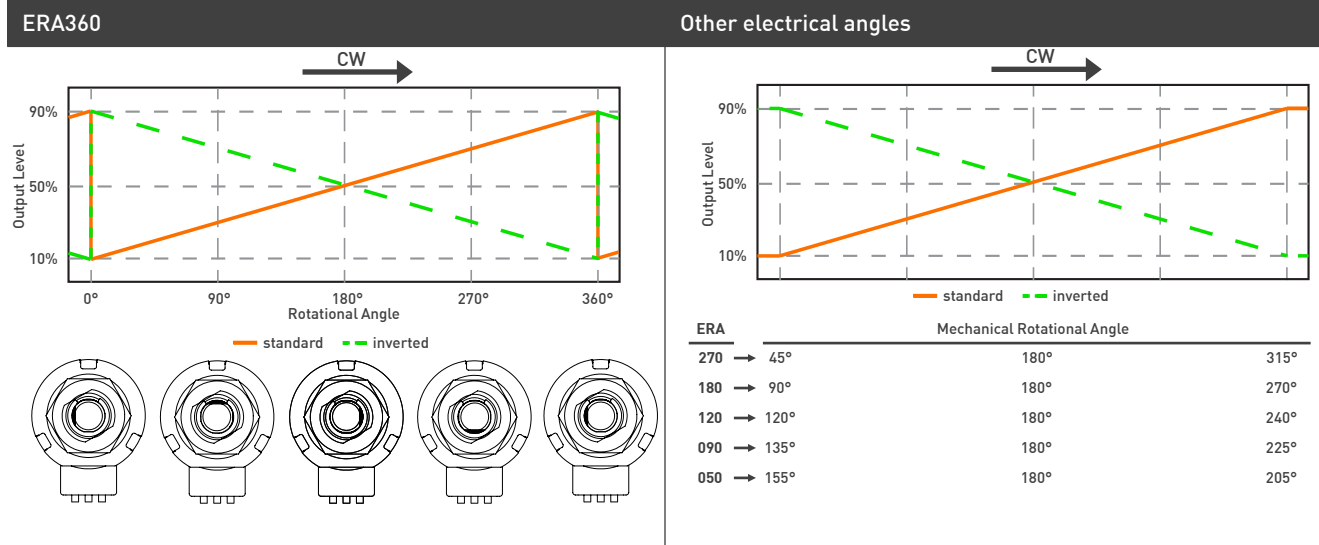 ERA360
CW
90%
50%
10%
Output Level
0° 90° 180° 270° 360°
Rotational Angle
standard inverted
Other electrical angles
CW
90%
50%
10%
Output Level
standard inverted
ERA Mechanical Rotational Angle
270 45° 180° 315°
180 90° 180° 270°
120 120° 180° 240°
090 135° 180° 225°
050 155° 180° 205°